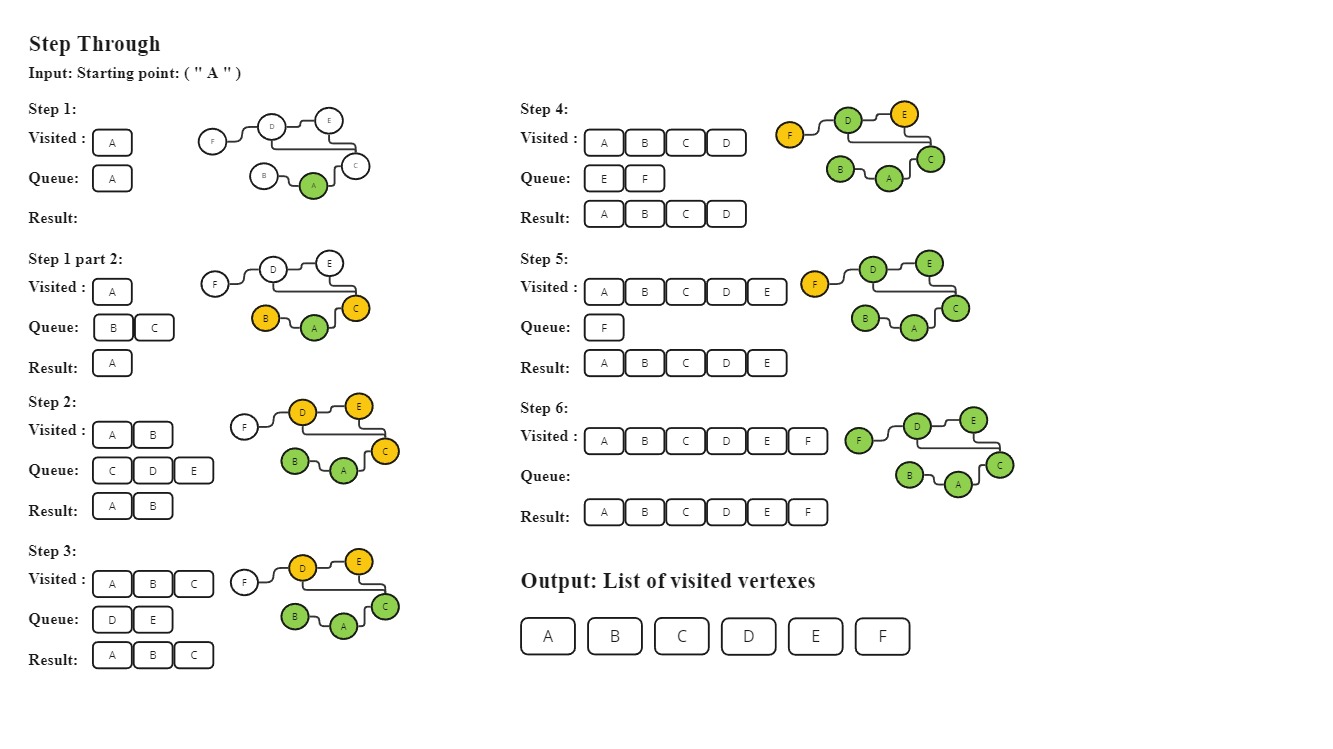 Step Through
Input: Starting point: ( " A " )
Step 1:
Visited : A
Queue: A
Result:
F D E B A C
Step 1 part 2:
Visited : A
Queue: B C
Result: A
F D E B A C
Step 2:
Visited : A B
Queue: C D E
Result: A B
F D E B A C
Step 3:
Visited : A B C
Queue: D E
Result: A B C
F D E B A C
Step 4:
Visited : A B C D
Queue: E F
Result: A B C D
F D E B A C
Step 5:
Visited : A B C D E
Queue: F
Result: A B C D E
F D E B A C
Step 6:
Visited : A B C D E F
Queue:
Result: A B C D E F
F D E B A C
Output: List of visited vertexes
A B C D E F